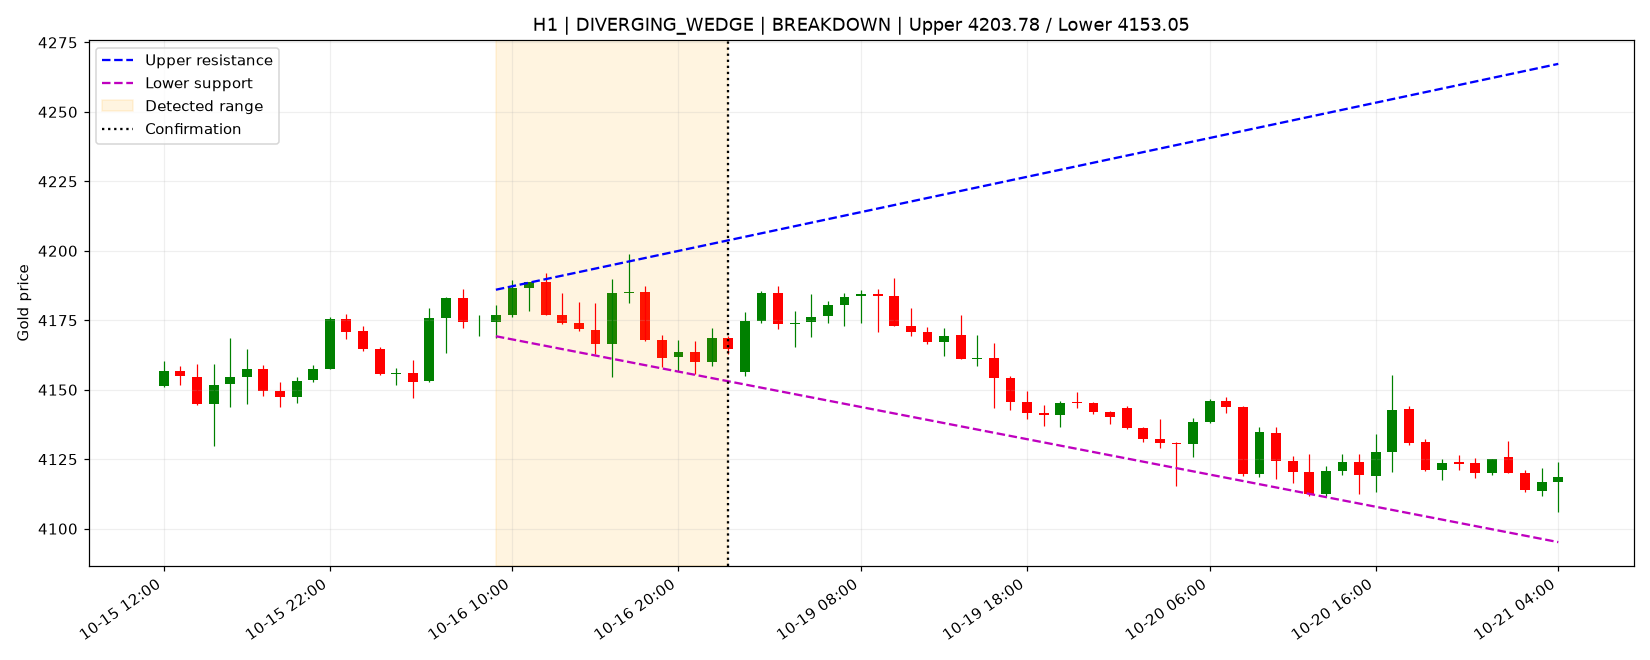 H1 | DIVERGING_WEDGE | BREAKDOWN | Upper 4203.78 / Lower 4153.05
Upper resistance
Lower support
Detected range
Confirmation
Gold price
4275
4250
4225
4200
4175
4150
4125
4100
10-15 12:00
10-15 22:00
10-16 10:00
10-16 20:00
10-19 08:00
10-19 18:00
10-20 06:00
10-20 16:00
10-21 04:00